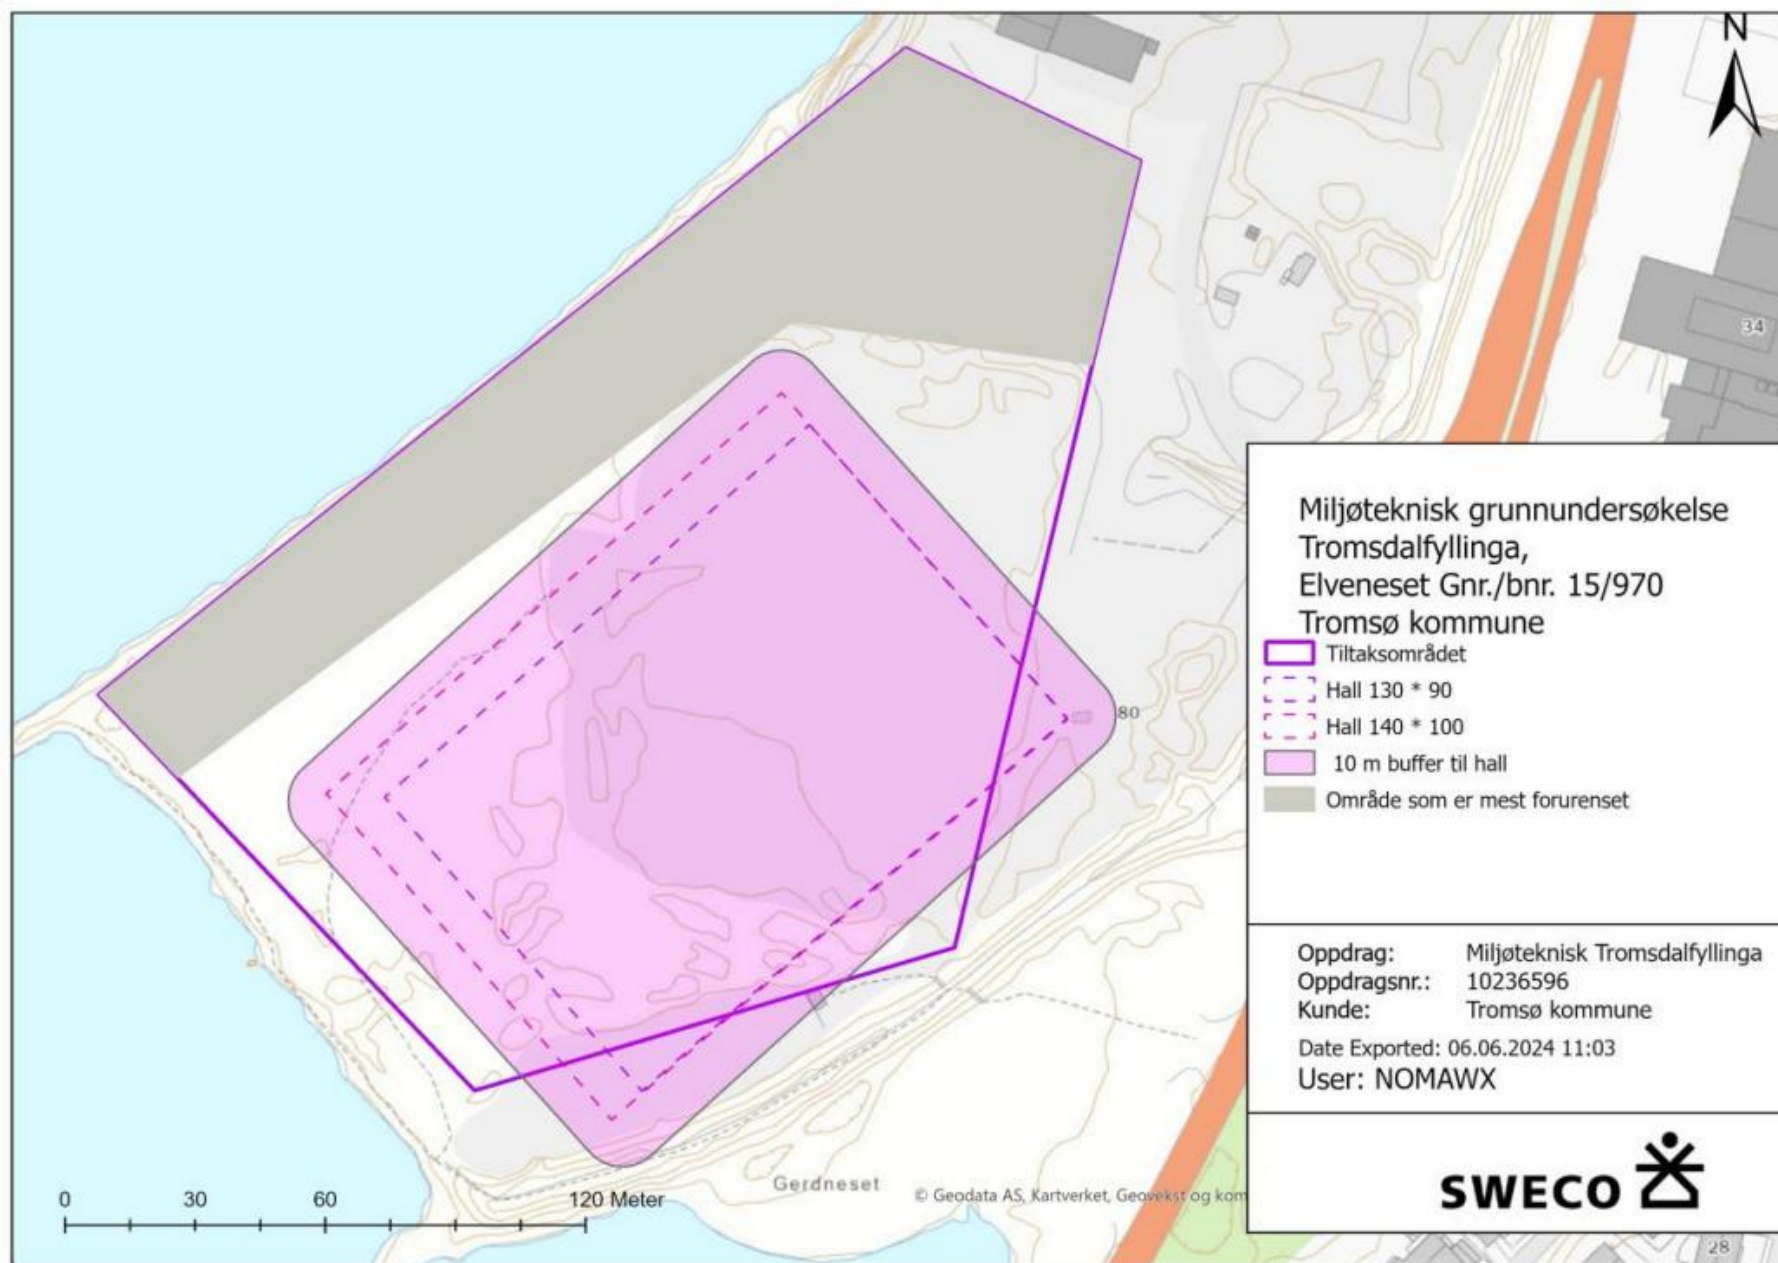 N
34
Miljøteknisk grunnundersøkelse
Tromsdalfyllinga,
Elveneset Gnr./bnr. 15/970
Tromsø kommune
Tiltaksområdet
Hall 130 * 90
Hall 140 * 100
10 m buffer til hall
Område som er mest forurenset
80
Oppdrag: Miljøteknisk Tromsdalfyllinga
Oppdragsnr.: 10236596
Kunde: Tromsø kommune
Date Exported: 06.06.2024 11:03
User: NOMAWX
SWECO
Gerdneset
© Geodata AS, Kartverket, Geovekst og kom
0 30 60 120 Meter
28